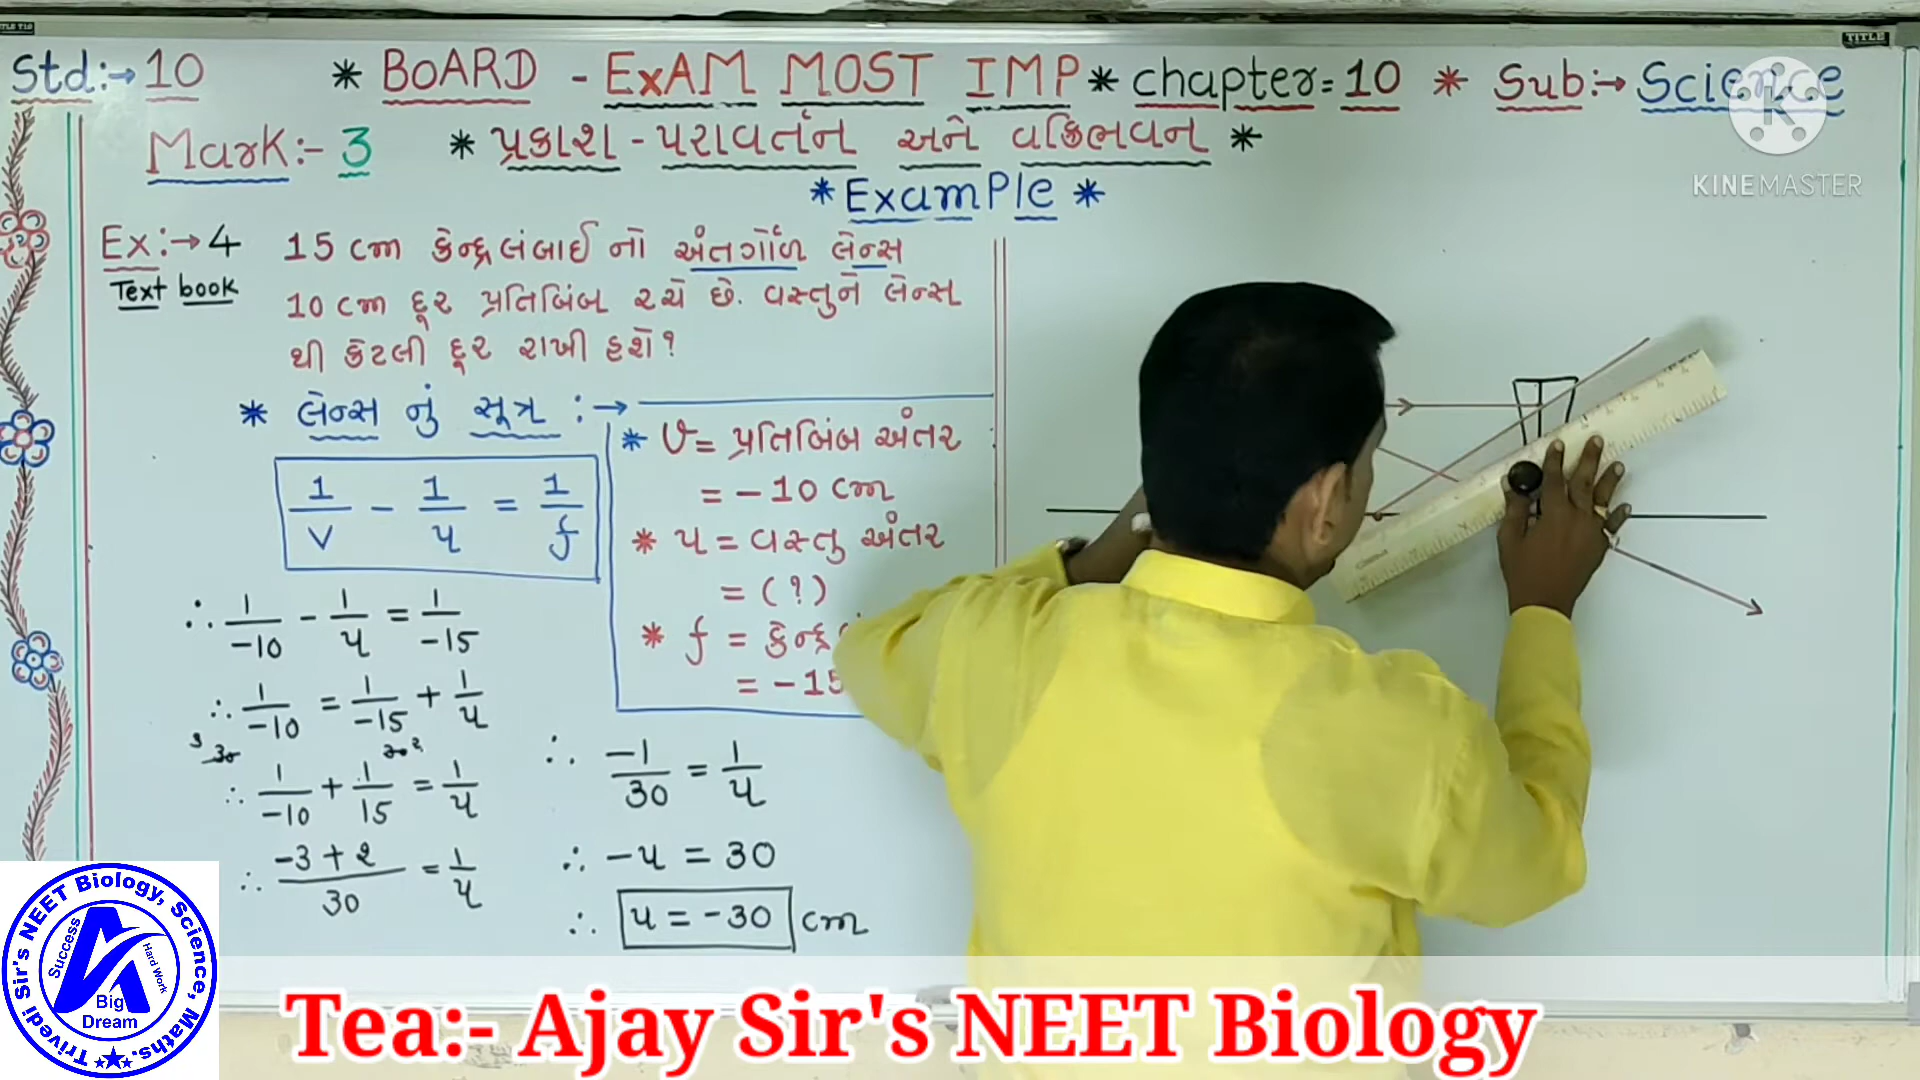 Std:→ 10 * BOARD - EXAM MOST IMP * chapter = 10 * Sub:→ Science
Mark:- 3 * પ્રકાશ - પરાવર્તન અને વક્રિભવન *
* Example *
KINEMASTER
Ex:→ 4 15 cm કેન્દ્રલંબાઈ નો અંતર્ગોળ લેન્સ
Text book 10 cm દૂર પ્રતિબિંબ રચે છે. વસ્તુને લેન્સ
થી કેટલી દૂર રાખી હશે?
* લેન્સ નું સૂત્ર :→
1/v - 1/u = 1/f
∴ 1/-10 - 1/u = 1/-15
∴ 1/-10 = 1/-15 + 1/u
3 30 30 2
∴ 1/-10 + 1/15 = 1/u
∴ -3+2/30 = 1/u
* v = પ્રતિબિંબ અંતર
= -10 cm
* u = વસ્તુ અંતર
= (?)
* f = કેન્દ્ર
= -15
∴ -1/30 = 1/u
∴ -u = 30
∴ u = -30 cm
Trivedi Sir's NEET Biology, Science, Maths.
Success
Hard Work
Big
Dream
Tea:- Ajay Sir's NEET Biology